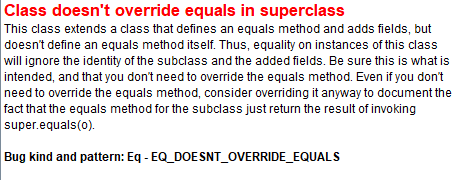 Class doesn't override equals in superclass
This class extends a class that defines an equals method and adds fields, but
doesn't define an equals method itself. Thus, equality on instances of this class
will ignore the identity of the subclass and the added fields. Be sure this is what is
intended, and that you don't need to override the equals method. Even if you don't
need to override the equals method, consider overriding it anyway to document the
fact that the equals method for the subclass just return the result of invoking
super.equals(o).
Bug kind and pattern: Eq - EQ_DOESNT_OVERRIDE_EQUALS